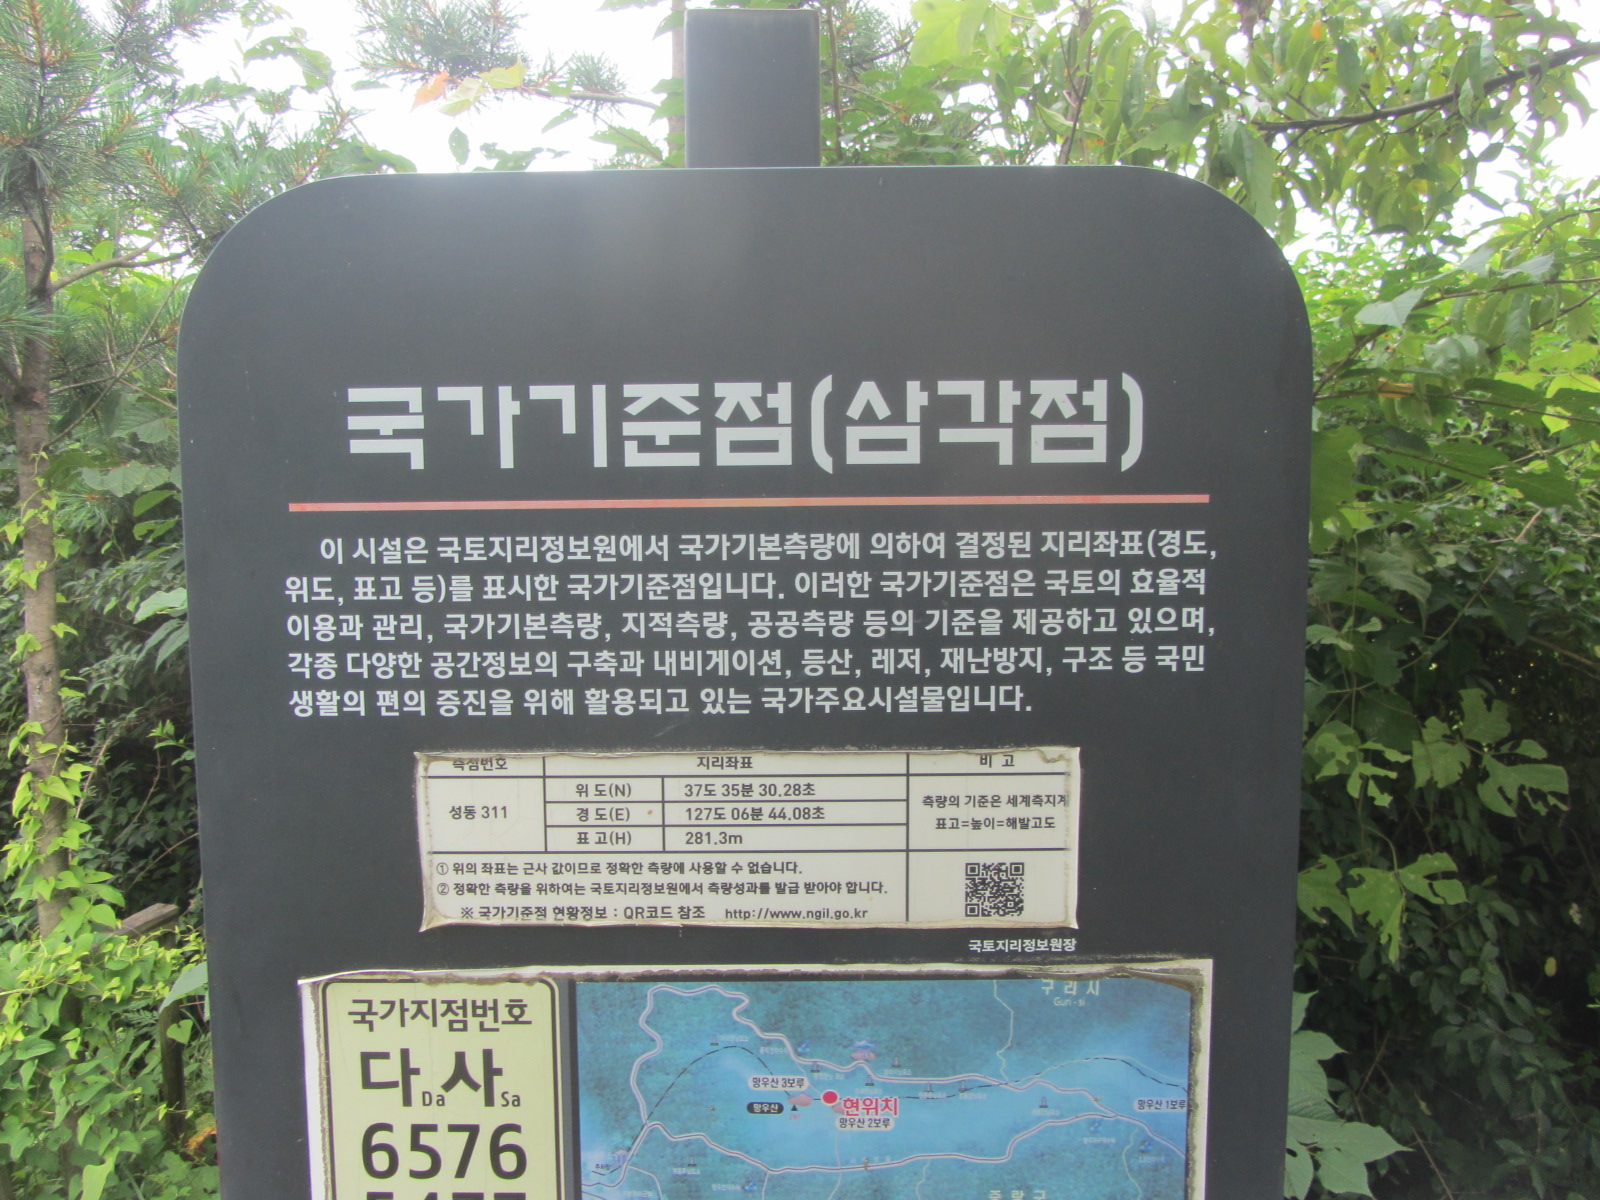 국가기준점(삼각점)
이 시설은 국토지리정보원에서 국가기본측량에 의하여 결정된 지리좌표(경도,
위도, 표고 등)를 표시한 국가기준점입니다. 이러한 국가기준점은 국토의 효율적
이용과 관리, 국가기본측량, 지적측량, 공공측량 등의 기준을 제공하고 있으며,
각종 다양한 공간정보의 구축과 내비게이션, 등산, 레저, 재난방지, 구조 등 국민
생활의 편의 증진을 위해 활용되고 있는 국가주요시설물입니다.
측점번호 지리좌표 비 고
성동 311
위 도(N) 37도 35분 30.28초
경 도(E) 127도 06분 44.08초
표 고(H) 281.3m
측량의 기준은 세계측지계
표고=높이=해발고도
① 위의 좌표는 근사 값이므로 정확한 측량에 사용할 수 없습니다.
② 정확한 측량을 위하여는 국토지리정보원에서 측량성과를 발급 받아야 합니다.
※ 국가기준점 현황정보 : QR코드 참조 http://www.ngii.go.kr
국토지리정보원장
국가지점번호
다Da사Sa
6576
구리시
Guri-si
망우산 3보루
망우산
현위치
망우산 2보루
망우산 1보루
중랑구